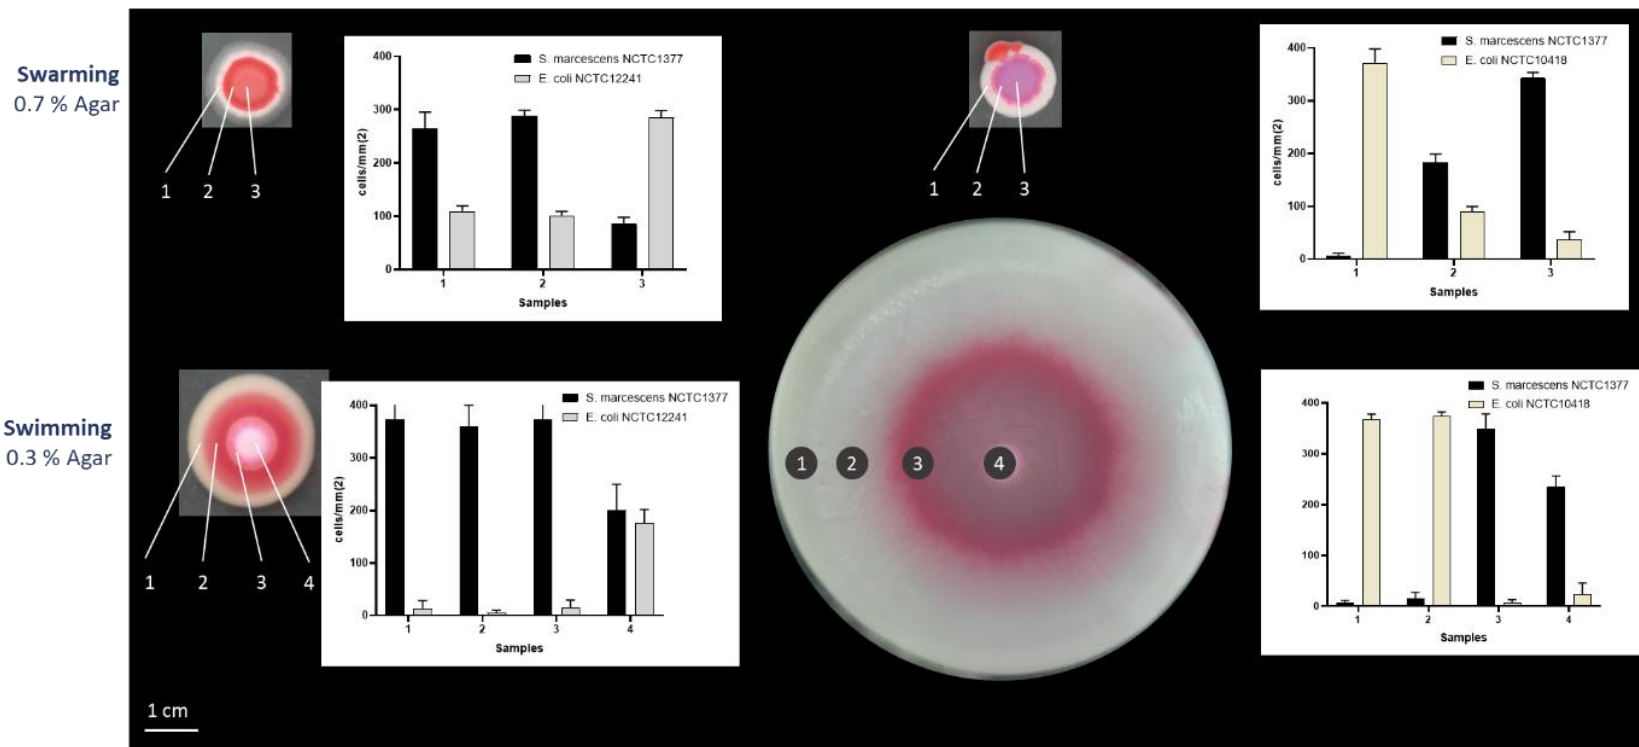 Swarming
0.7 % Agar
1 2 3
400
300
200
100
0
cells/mm(2)
S. marcescens NCTC1377
E. coli NCTC12241
1 2 3
Samples
1 2 3
400
300
200
100
0
cells/mm(2)
S. marcescens NCTC1377
E. coli NCTC10418
1 2 3
Samples
Swimming
0.3 % Agar
1 2 3 4
400
300
200
100
0
cells/mm(2)
S. marcescens NCTC1377
E. coli NCTC12241
1 2 3 4
Samples
1 2 3 4
400
300
200
100
0
cells/mm(2)
S. marcescens NCTC1377
E. coli NCTC10418
1 2 3 4
Samples
1 cm